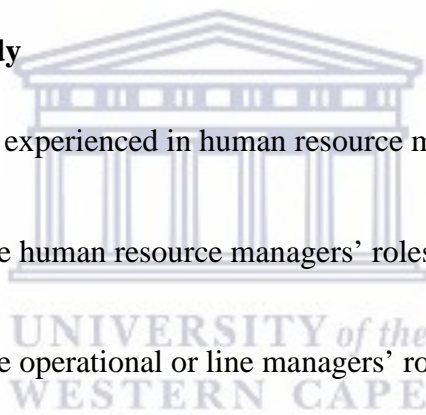 dy
experienced in human resource m
e human resource managers' roles
UNIVERSITY of the
e operational or line managers' ro
WESTERN CAPE